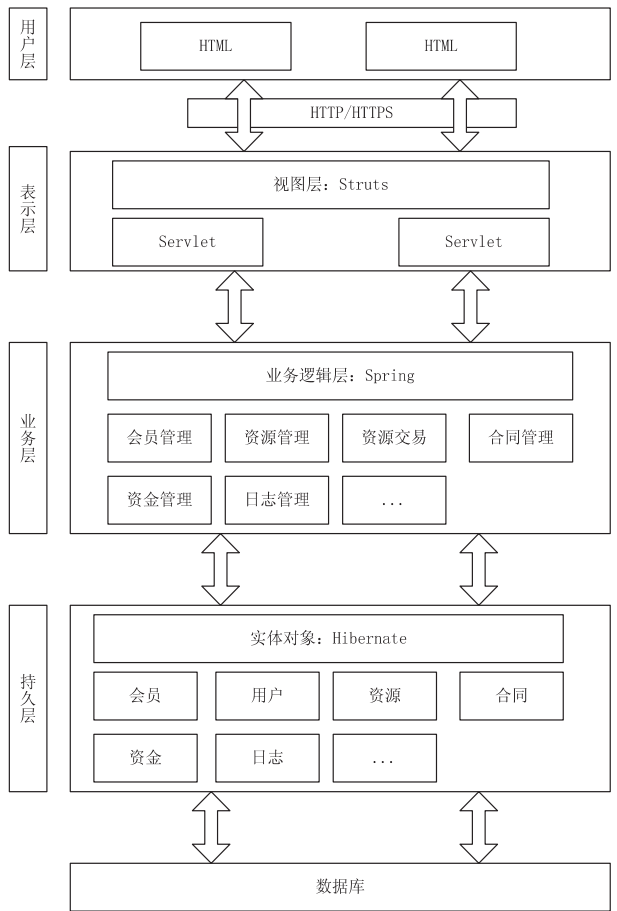 用户层
HTML
HTML
HTTP/HTTPS
表示层
视图层：Struts
Servlet
Servlet
业务层
业务逻辑层：Spring
会员管理
资源管理
资源交易
合同管理
资金管理
日志管理
...
持久层
实体对象：Hibernate
会员
用户
资源
合同
资金
日志
...
数据库